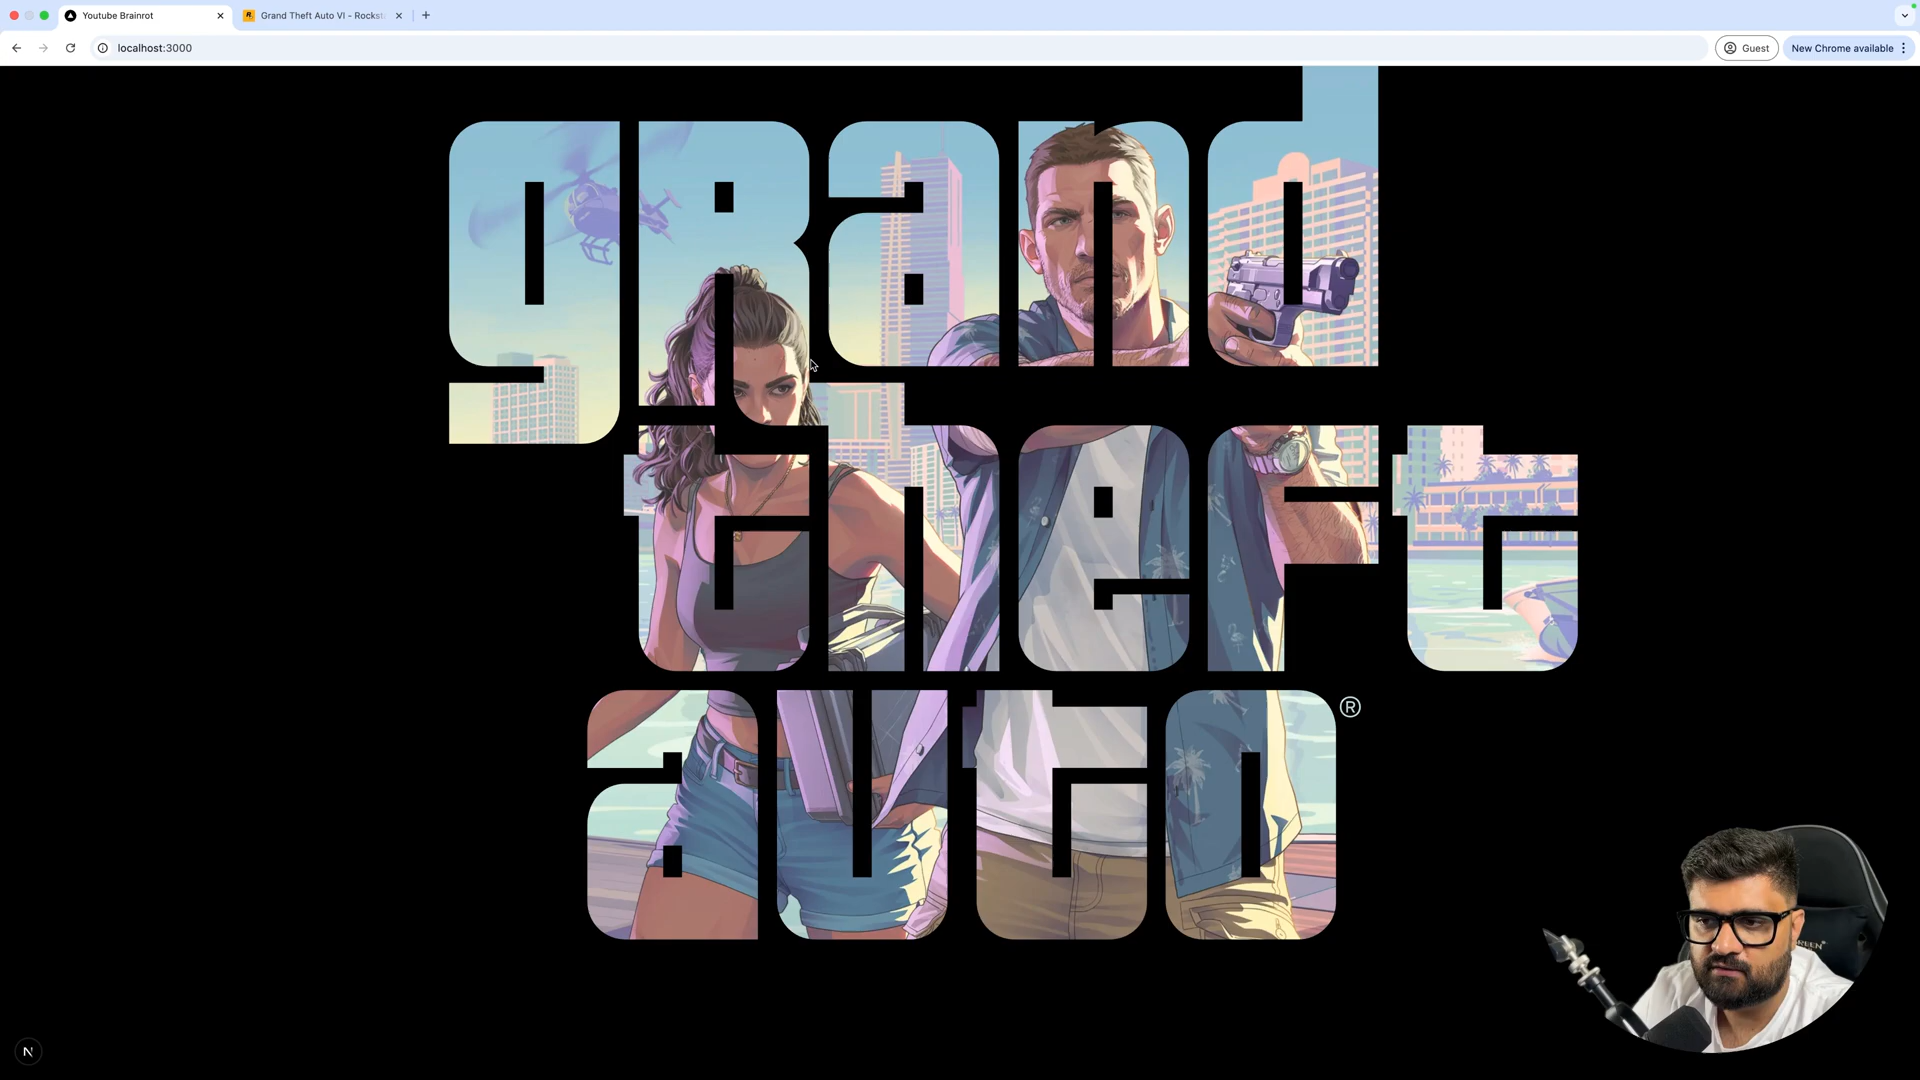 Youtube Brainrot
Grand Theft Auto VI - Rockst
localhost:3000
Guest
New Chrome available
grand
theft
auto®
N